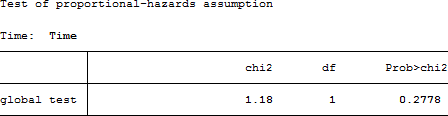 Test of proportional-hazards assumption
Time: Time
chi2 df Prob>chi2
global test 1.18 1 0.2778